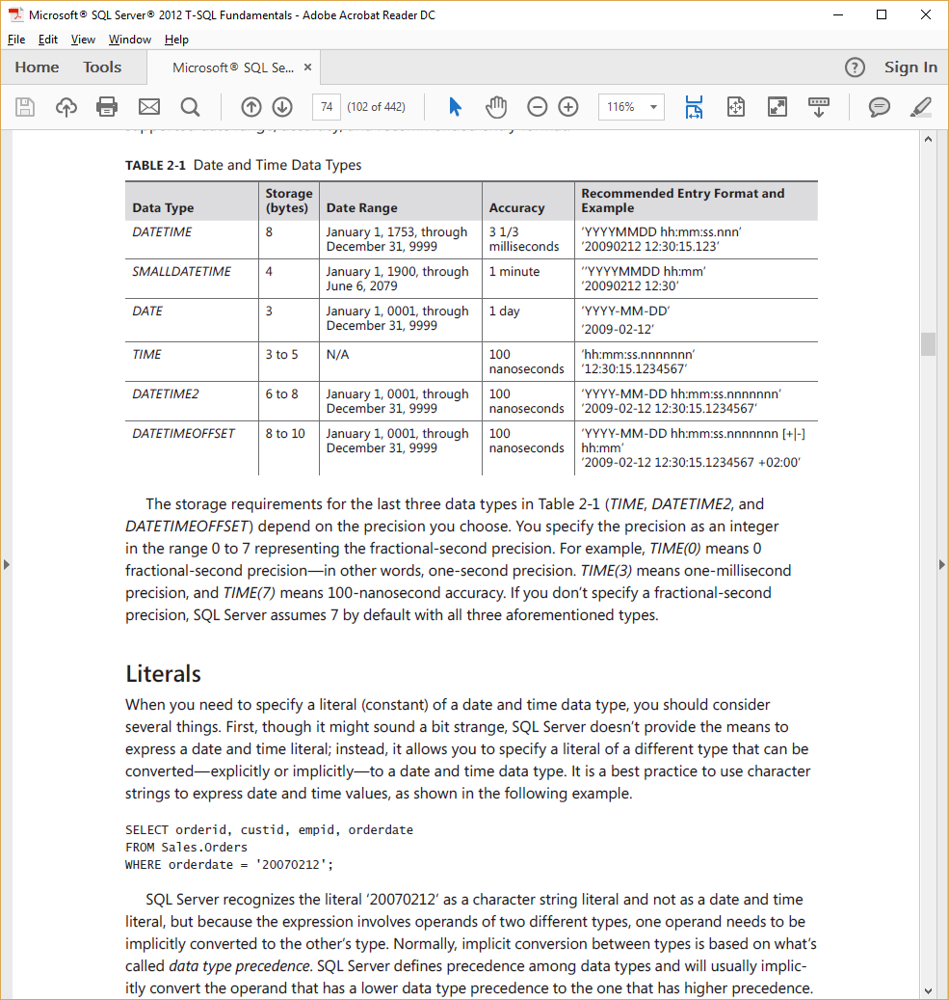 Microsoft® SQL Server® 2012 T-SQL Fundamentals - Adobe Acrobat Reader DC
File Edit View Window Help
Home Tools Microsoft® SQL Se... × ? Sign In
74 (102 of 442) 116%
TABLE 2-1 Date and Time Data Types
Data Type Storage (bytes) Date Range Accuracy Recommended Entry Format and Example
DATETIME 8 January 1, 1753, through December 31, 9999 3 1/3 milliseconds 'YYYYMMDD hh:mm:ss.nnn' '20090212 12:30:15.123'
SMALLDATETIME 4 January 1, 1900, through June 6, 2079 1 minute ''YYYYMMDD hh:mm' '20090212 12:30'
DATE 3 January 1, 0001, through December 31, 9999 1 day 'YYYY-MM-DD' '2009-02-12'
TIME 3 to 5 N/A 100 nanoseconds 'hh:mm:ss.nnnnnnn' '12:30:15.1234567'
DATETIME2 6 to 8 January 1, 0001, through December 31, 9999 100 nanoseconds 'YYYY-MM-DD hh:mm:ss.nnnnnnn' '2009-02-12 12:30:15.1234567'
DATETIMEOFFSET 8 to 10 January 1, 0001, through December 31, 9999 100 nanoseconds 'YYYY-MM-DD hh:mm:ss.nnnnnnn [+|-] hh:mm' '2009-02-12 12:30:15.1234567 +02:00'
The storage requirements for the last three data types in Table 2-1 (TIME, DATETIME2, and
DATETIMEOFFSET) depend on the precision you choose. You specify the precision as an integer
in the range 0 to 7 representing the fractional-second precision. For example, TIME(0) means 0
fractional-second precision—in other words, one-second precision. TIME(3) means one-millisecond
precision, and TIME(7) means 100-nanosecond accuracy. If you don't specify a fractional-second
precision, SQL Server assumes 7 by default with all three aforementioned types.
Literals
When you need to specify a literal (constant) of a date and time data type, you should consider
several things. First, though it might sound a bit strange, SQL Server doesn't provide the means to
express a date and time literal; instead, it allows you to specify a literal of a different type that can be
converted—explicitly or implicitly—to a date and time data type. It is a best practice to use character
strings to express date and time values, as shown in the following example.
SELECT orderid, custid, empid, orderdate
FROM Sales.Orders
WHERE orderdate = '20070212';
SQL Server recognizes the literal '20070212' as a character string literal and not as a date and time
literal, but because the expression involves operands of two different types, one operand needs to be
implicitly converted to the other's type. Normally, implicit conversion between types is based on what's
called data type precedence. SQL Server defines precedence among data types and will usually implic-
itly convert the operand that has a lower data type precedence to the one that has higher precedence.